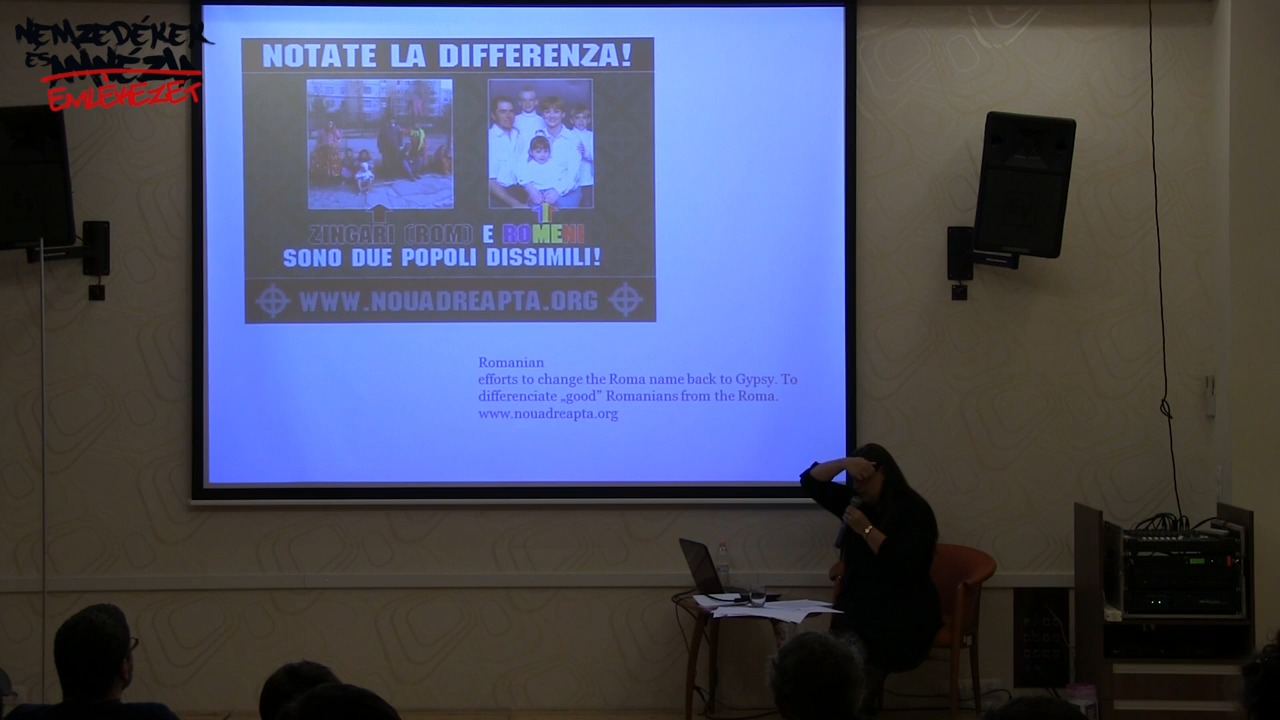 NEMZEDÉKEK
ÉS
EMLÉKEZET
NOTATE LA DIFFERENZA!
ZINGARI (ROM) E ROMENI
SONO DUE POPOLI DISSIMILI!
WWW.NOUADREAPTA.ORG
Romanian
efforts to change the Roma name back to Gypsy. To
differenciate „good” Romanians from the Roma.
www.nouadreapta.org